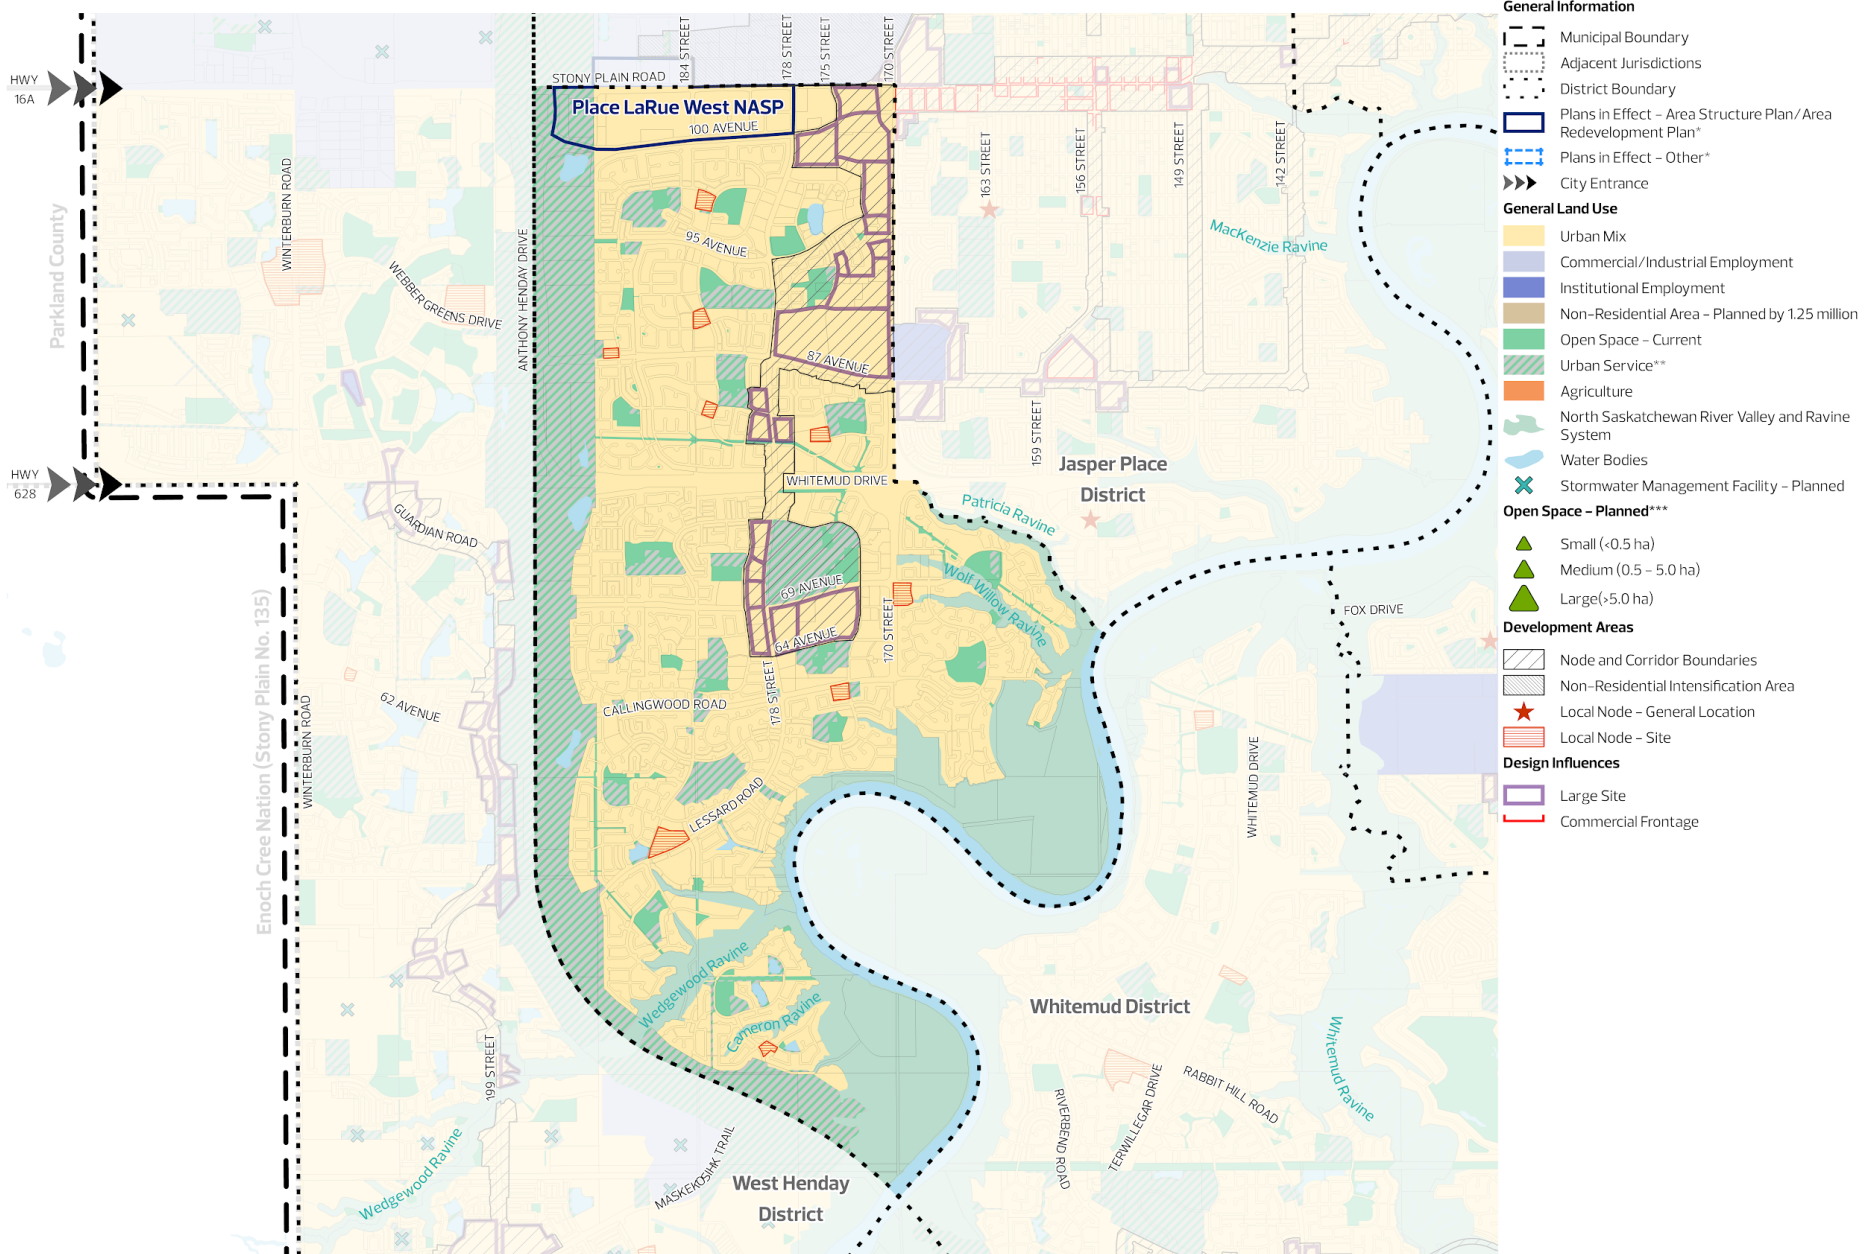 General Information
Municipal Boundary
Adjacent Jurisdictions
District Boundary
Plans in Effect – Area Structure Plan/Area
Redevelopment Plan*
Plans in Effect – Other*
City Entrance
General Land Use
Urban Mix
Commercial/Industrial Employment
Institutional Employment
Non-Residential Area – Planned by 1.25 million
Open Space – Current
Urban Service**
Agriculture
North Saskatchewan River Valley and Ravine
System
Water Bodies
Stormwater Management Facility – Planned
Open Space – Planned***
Small (<0.5 ha)
Medium (0.5 – 5.0 ha)
Large(>5.0 ha)
Development Areas
Node and Corridor Boundaries
Non-Residential Intensification Area
Local Node – General Location
Local Node – Site
Design Influences
Large Site
Commercial Frontage
HWY
16A
HWY
628
Parkland County
Enoch Cree Nation (Stony Plain No. 135)
WINTERBURN ROAD
WINTERBURN ROAD
WEBBER GREENS DRIVE
GUARDIAN ROAD
62 AVENUE
199 STREET
Wedgewood Ravine
ANTHONY HENDAY DRIVE
STONY PLAIN ROAD
184 STREET
178 STREET
175 STREET
170 STREET
Place LaRue West NASP
100 AVENUE
95 AVENUE
87 AVENUE
WHITEMUD DRIVE
69 AVENUE
64 AVENUE
170 STREET
178 STREET
CALLINGWOOD ROAD
LESSARD ROAD
Wedgewood Ravine
Cameron Ravine
MASKEKOSIHK TRAIL
West Henday
District
163 STREET
156 STREET
149 STREET
142 STREET
159 STREET
MacKenzie Ravine
Jasper Place
District
Patricia Ravine
Wolf Willow Ravine
FOX DRIVE
WHITEMUD DRIVE
Whitemud District
RIVERBEND ROAD
TERWILLEGAR DRIVE
RABBIT HILL ROAD
Whitemud Ravine